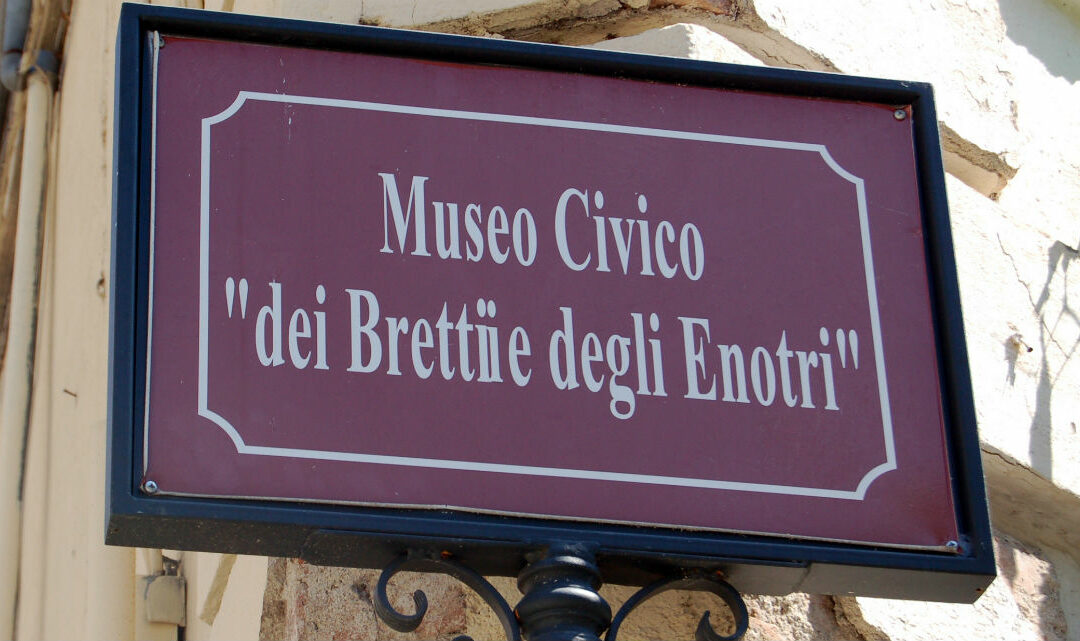 Museo Civico
"dei Brettii e degli Enotri"